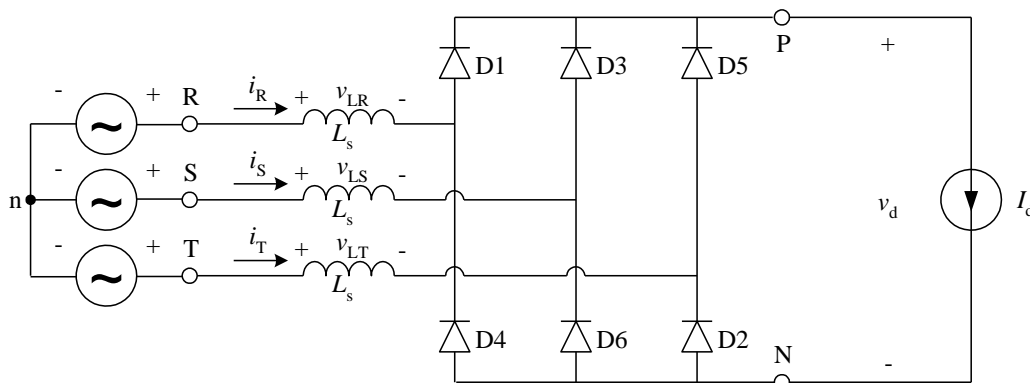 P
+
D1
D3
D5
-
+
R
i_R
+
v_LR
-
~
L_s
-
+
S
i_S
+
v_LS
-
n
~
L_s
v_d
I_d
-
+
T
i_T
+
v_LT
-
~
L_s
D4
D6
D2
N
-